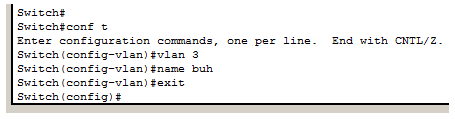 Switch#
Switch#conf t
Enter configuration commands, one per line.  End with CNTL/Z.
Switch(config-vlan)#vlan 3
Switch(config-vlan)#name buh
Switch(config-vlan)#exit
Switch(config)#